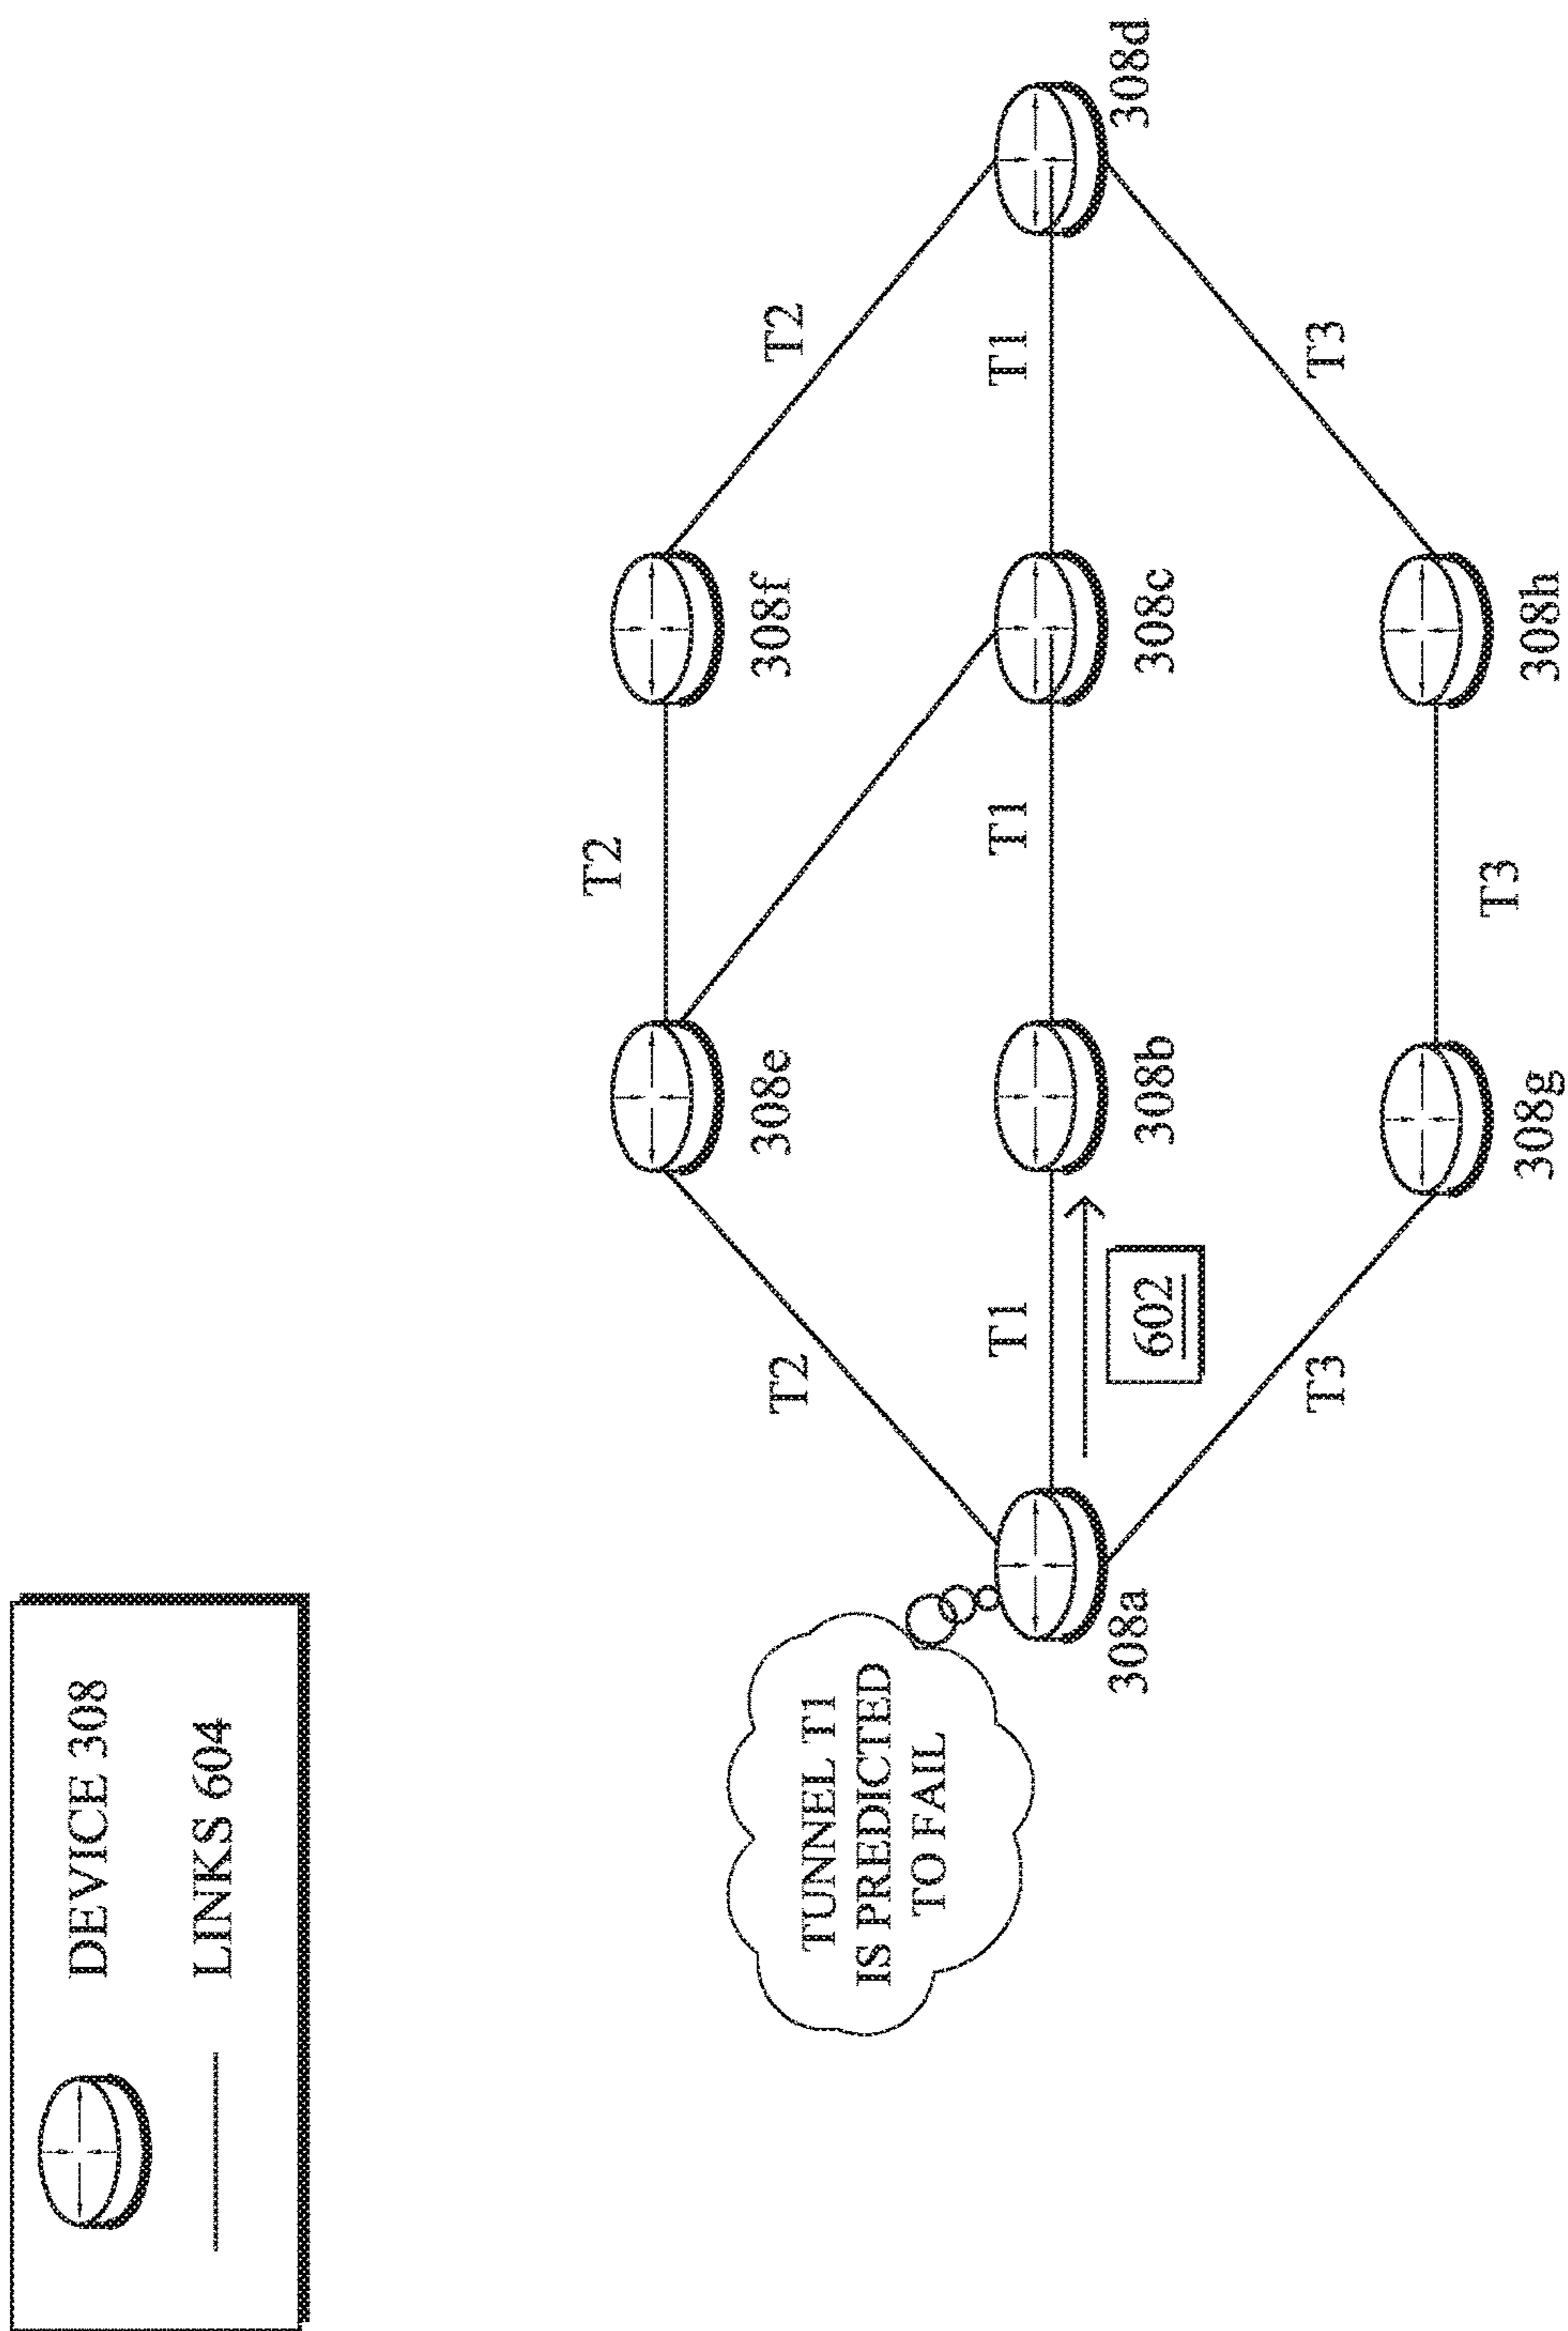 DEVICE 308
LINKS 604
TUNNEL T1
IS PREDICTED
TO FAIL
308a
T2
T1
T3
602
308e
308b
308g
T2
T1
T3
308f
308c
308h
T2
T1
T3
308d